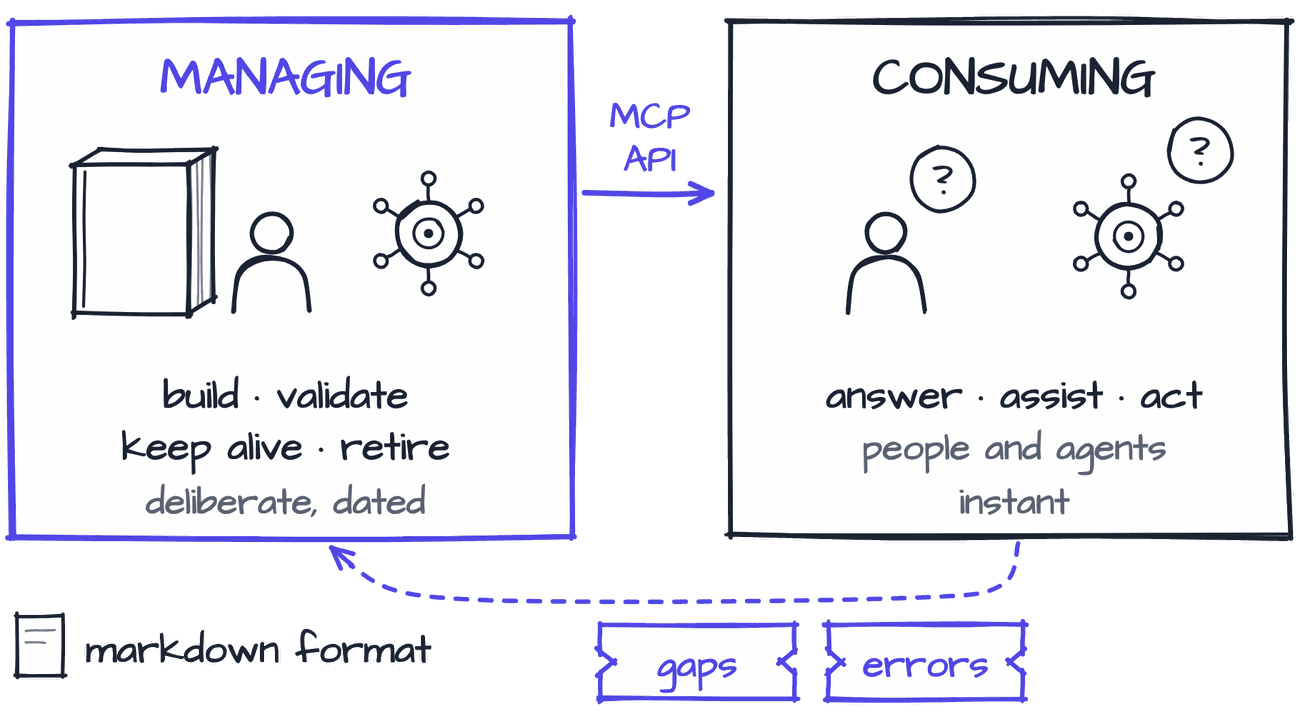 MANAGING
build · validate
keep alive · retire
deliberate, dated
MCP
API
CONSUMING
?
?
answer · assist · act
people and agents
instant
markdown format
gaps
errors